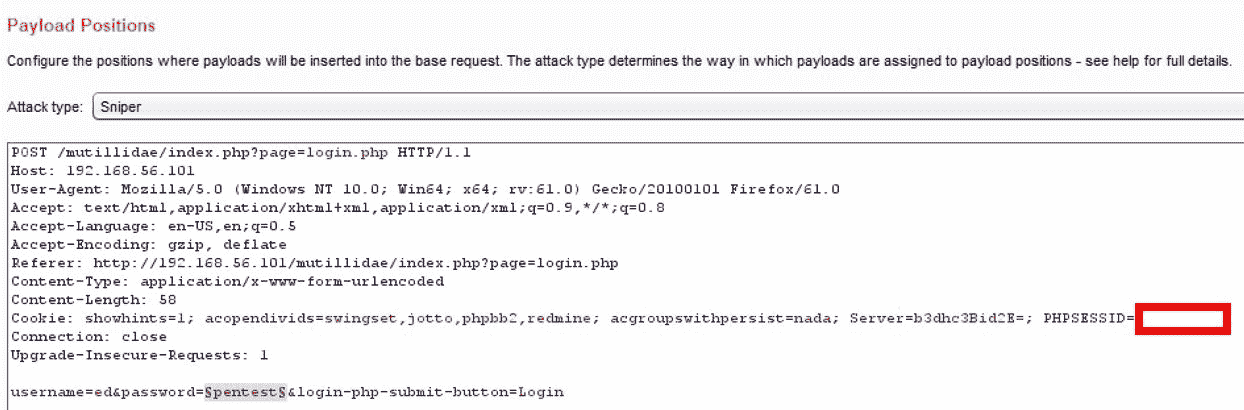 Payload Positions
Configure the positions where payloads will be inserted into the base request. The attack type determines the way in which payloads are assigned to payload positions - see help for full details.
Attack type: Sniper
POST /mutillidae/index.php?page=login.php HTTP/1.1
Host: 192.168.56.101
User-Agent: Mozilla/5.0 (Windows NT 10.0; Win64; x64; rv:61.0) Gecko/20100101 Firefox/61.0
Accept: text/html,application/xhtml+xml,application/xml;q=0.9,*/*;q=0.8
Accept-Language: en-US,en;q=0.5
Accept-Encoding: gzip, deflate
Referer: http://192.168.56.101/mutillidae/index.php?page=login.php
Content-Type: application/x-www-form-urlencoded
Content-Length: 58
Cookie: showhints=1; acopendivids=swingset,jotto,phpbb2,redmine; acgroupswithpersist=nada; Server=b3dhc3Bid2E=; PHPSESSID=
Connection: close
Upgrade-Insecure-Requests: 1
username=ed&password=§pentest§&login-php-submit-button=Login